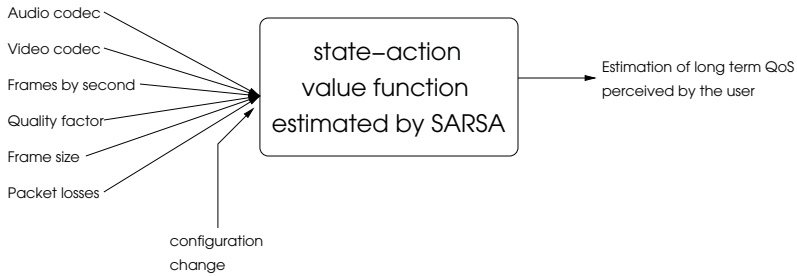 Audio codec
Video codec
Frames by second
Quality factor
Frame size
Packet losses
configuration
change
state–action
value function
estimated by SARSA
Estimation of long term QoS
perceived by the user